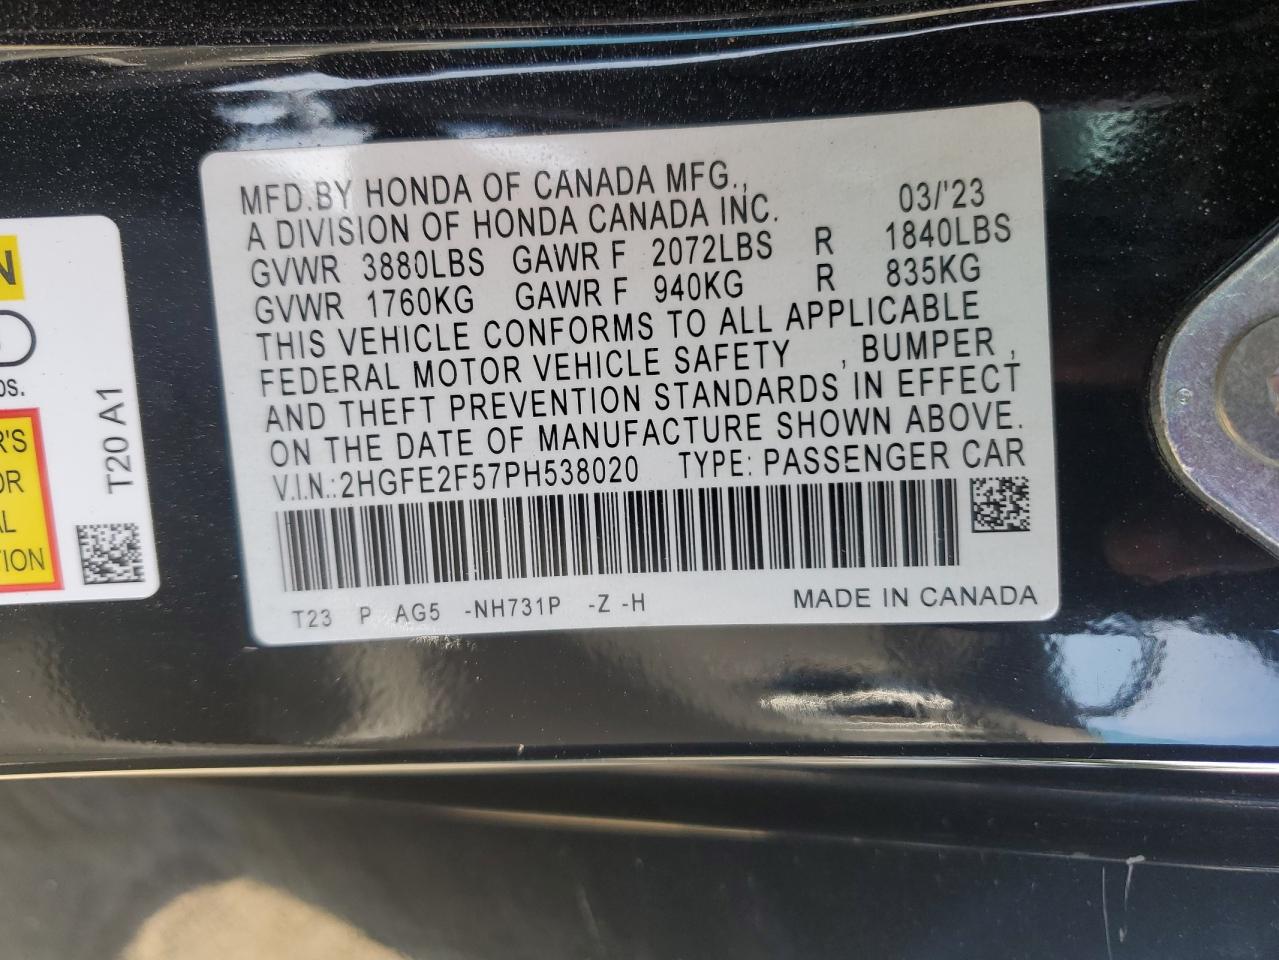 MFD.BY HONDA OF CANADA MFG., 03/'23
A DIVISION OF HONDA CANADA INC.
GVWR 3880LBS GAWR F 2072LBS R 1840LBS
GVWR 1760KG GAWR F 940KG R 835KG
THIS VEHICLE CONFORMS TO ALL APPLICABLE
FEDERAL MOTOR VEHICLE SAFETY , BUMPER ,
AND THEFT PREVENTION STANDARDS IN EFFECT
ON THE DATE OF MANUFACTURE SHOWN ABOVE.
V.I.N.:2HGFE2F57PH538020 TYPE: PASSENGER CAR
T23 P AG5 -NH731P -Z -H MADE IN CANADA
T20 A1